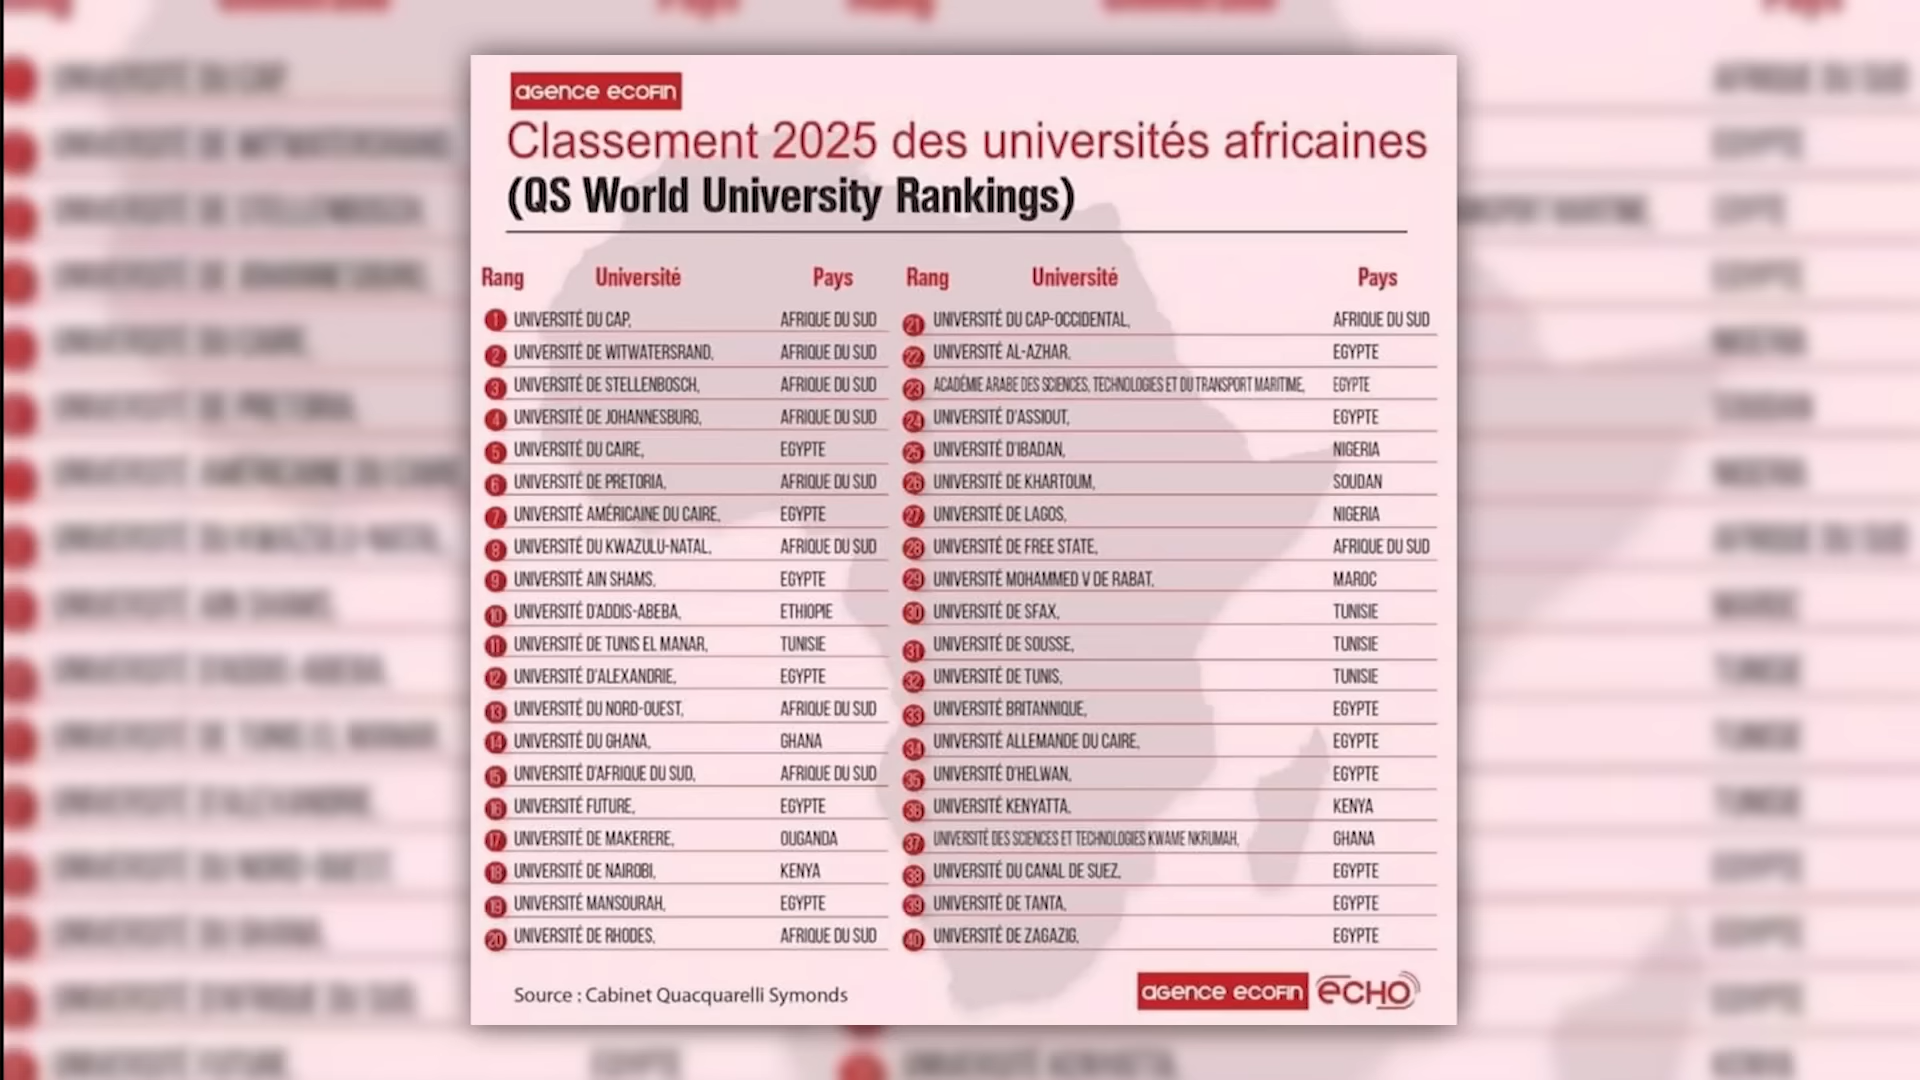 agence ecofin
Classement 2025 des universités africaines
(QS World University Rankings)
Rang Université Pays
1 UNIVERSITÉ DU CAP, AFRIQUE DU SUD
2 UNIVERSITÉ DE WITWATERSRAND, AFRIQUE DU SUD
3 UNIVERSITÉ DE STELLENBOSCH, AFRIQUE DU SUD
4 UNIVERSITÉ DE JOHANNESBURG, AFRIQUE DU SUD
5 UNIVERSITÉ DU CAIRE, EGYPTE
6 UNIVERSITÉ DE PRETORIA, AFRIQUE DU SUD
7 UNIVERSITÉ AMÉRICAINE DU CAIRE, EGYPTE
8 UNIVERSITÉ DU KWAZULU-NATAL, AFRIQUE DU SUD
9 UNIVERSITÉ AIN SHAMS, EGYPTE
10 UNIVERSITÉ D'ADDIS-ABEBA, ETHIOPIE
11 UNIVERSITÉ DE TUNIS EL MANAR, TUNISIE
12 UNIVERSITÉ D'ALEXANDRIE, EGYPTE
13 UNIVERSITÉ DU NORD-OUEST, AFRIQUE DU SUD
14 UNIVERSITÉ DU GHANA, GHANA
15 UNIVERSITÉ D'AFRIQUE DU SUD, AFRIQUE DU SUD
16 UNIVERSITÉ FUTURE, EGYPTE
17 UNIVERSITÉ DE MAKERERE, OUGANDA
18 UNIVERSITÉ DE NAIROBI, KENYA
19 UNIVERSITÉ MANSOURAH, EGYPTE
20 UNIVERSITÉ DE RHODES, AFRIQUE DU SUD
Rang Université Pays
21 UNIVERSITÉ DU CAP-OCCIDENTAL, AFRIQUE DU SUD
22 UNIVERSITÉ AL-AZHAR, EGYPTE
23 ACADÉMIE ARABE DES SCIENCES, TECHNOLOGIES ET DU TRANSPORT MARITIME, EGYPTE
24 UNIVERSITÉ D'ASSIOUT, EGYPTE
25 UNIVERSITÉ D'IBADAN, NIGERIA
26 UNIVERSITÉ DE KHARTOUM, SOUDAN
27 UNIVERSITÉ DE LAGOS, NIGERIA
28 UNIVERSITÉ DE FREE STATE, AFRIQUE DU SUD
29 UNIVERSITÉ MOHAMMED V DE RABAT, MAROC
30 UNIVERSITÉ DE SFAX, TUNISIE
31 UNIVERSITÉ DE SOUSSE, TUNISIE
32 UNIVERSITÉ DE TUNIS, TUNISIE
33 UNIVERSITÉ BRITANNIQUE, EGYPTE
34 UNIVERSITÉ ALLEMANDE DU CAIRE, EGYPTE
35 UNIVERSITÉ D'HELWAN, EGYPTE
36 UNIVERSITÉ KENYATTA, KENYA
37 UNIVERSITÉ DES SCIENCES ET TECHNOLOGIES KWAME NKRUMAH, GHANA
38 UNIVERSITÉ DU CANAL DE SUEZ, EGYPTE
39 UNIVERSITÉ DE TANTA, EGYPTE
40 UNIVERSITÉ DE ZAGAZIG, EGYPTE
Source : Cabinet Quacquarelli Symonds
agence ecofin ECHO